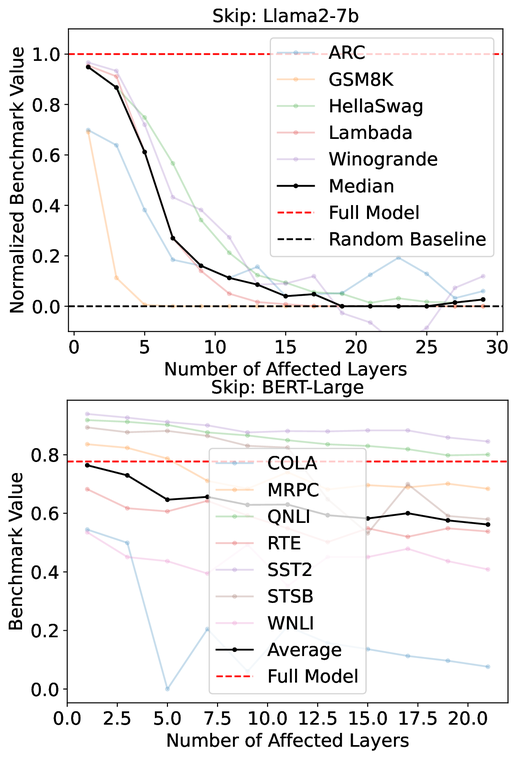 Skip: Llama2-7b
Normalized Benchmark Value
1.0
0.8
0.6
0.4
0.2
0.0
ARC
GSM8K
HellaSwag
Lambada
Winogrande
Median
Full Model
Random Baseline
0 5 10 15 20 25 30
Number of Affected Layers
Skip: BERT-Large
Benchmark Value
0.8
0.6
0.4
0.2
0.0
COLA
MRPC
QNLI
RTE
SST2
STSB
WNLI
Average
Full Model
0.0 2.5 5.0 7.5 10.0 12.5 15.0 17.5 20.0
Number of Affected Layers